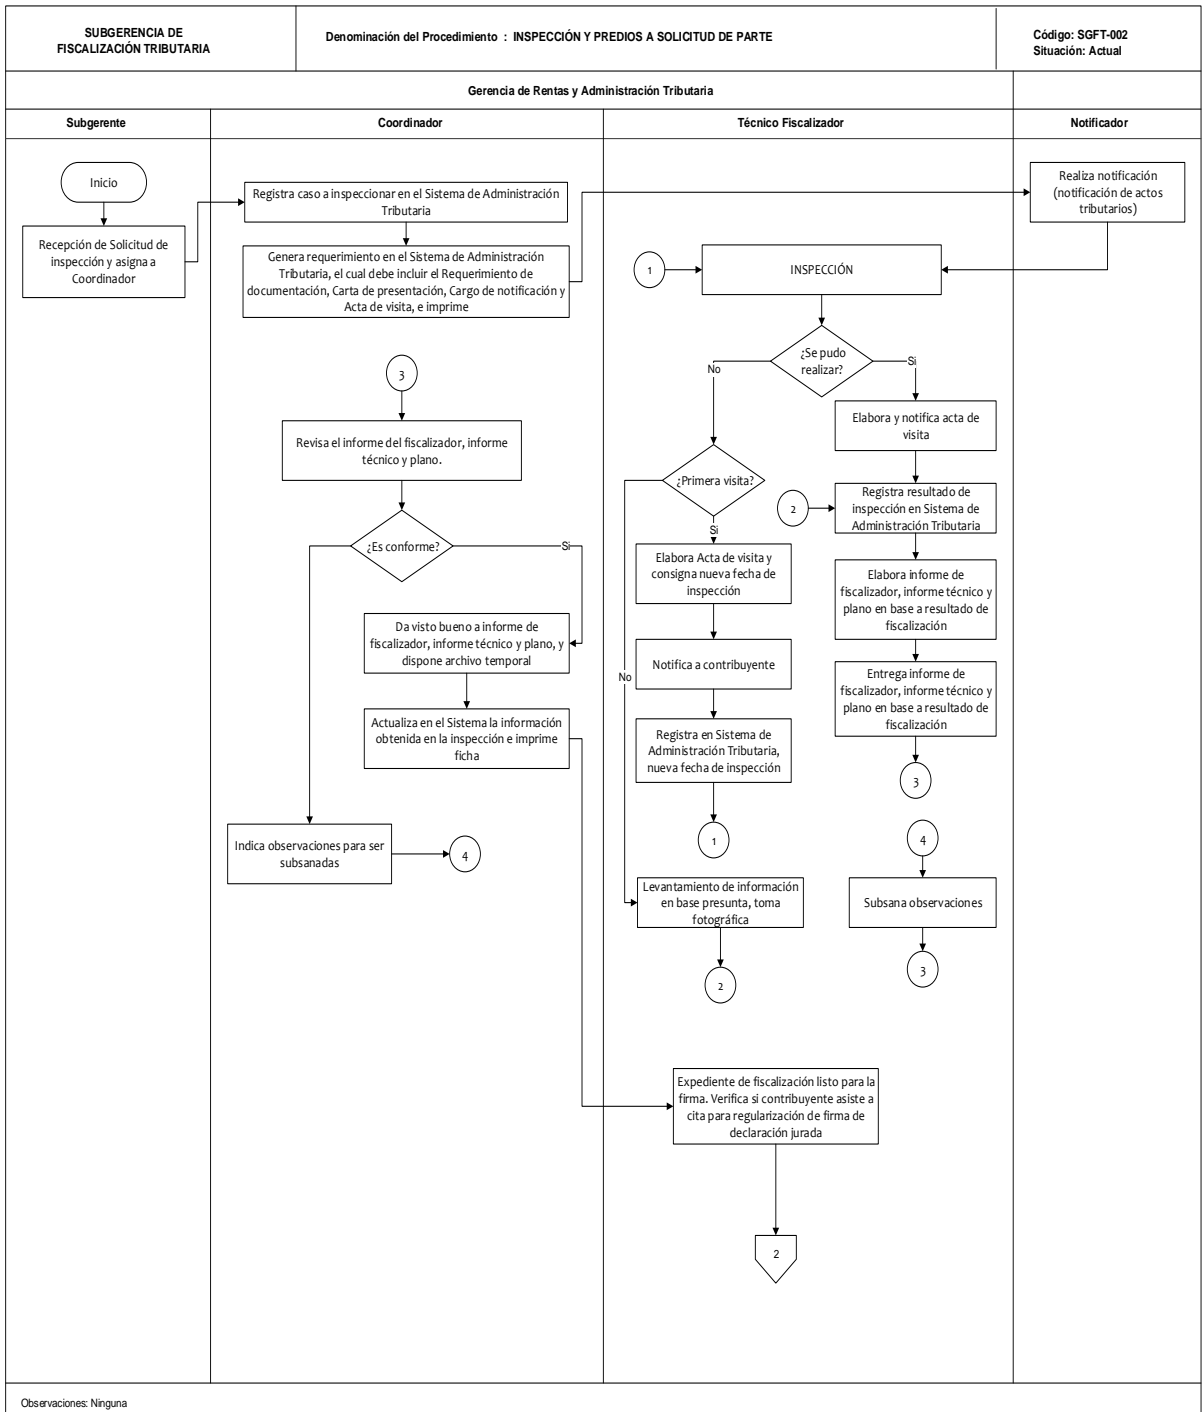 SUBGERENCIA DE
FISCALIZACIÓN TRIBUTARIA
Denominación del Procedimiento : INSPECCIÓN Y PREDIOS A SOLICITUD DE PARTE
Código: SGFT-002
Situación: Actual
Gerencia de Rentas y Administración Tributaria
Subgerente
Coordinador
Técnico Fiscalizador
Notificador
Inicio
Recepción de Solicitud de
inspección y asigna a
Coordinador
Registra caso a inspeccionar en el Sistema de Administración
Tributaria
Genera requerimiento en el Sistema de Administración
Tributaria, el cual debe incluir el Requerimiento de
documentación, Carta de presentación, Cargo de notificación y
Acta de visita, e imprime
Realiza notificación
(notificación de actos
tributarios)
1
INSPECCIÓN
¿Se pudo
realizar?
No
Si
Elabora y notifica acta de
visita
3
Revisa el informe del fiscalizador, informe
técnico y plano.
¿Es conforme?
Si
¿Primera visita?
Si
No
2
Registra resultado de
inspección en Sistema de
Administración Tributaria
Elabora Acta de visita y
consigna nueva fecha de
inspección
Elabora informe de
fiscalizador, informe técnico y
plano en base a resultado de
fiscalización
Da visto bueno a informe de
fiscalizador, informe técnico y plano, y
dispone archivo temporal
Notifica a contribuyente
Entrega informe de
fiscalizador, informe técnico y
plano en base a resultado de
fiscalización
Actualiza en el Sistema la información
obtenida en la inspección e imprime
ficha
Registra en Sistema de
Administración Tributaria,
nueva fecha de inspección
3
Indica observaciones para ser
subsanadas
4
1
4
Levantamiento de información
en base presunta, toma
fotográfica
Subsana observaciones
2
3
Expediente de fiscalización listo para la
firma. Verifica si contribuyente asiste a
cita para regularización de firma de
declaración jurada
2
Observaciones: Ninguna